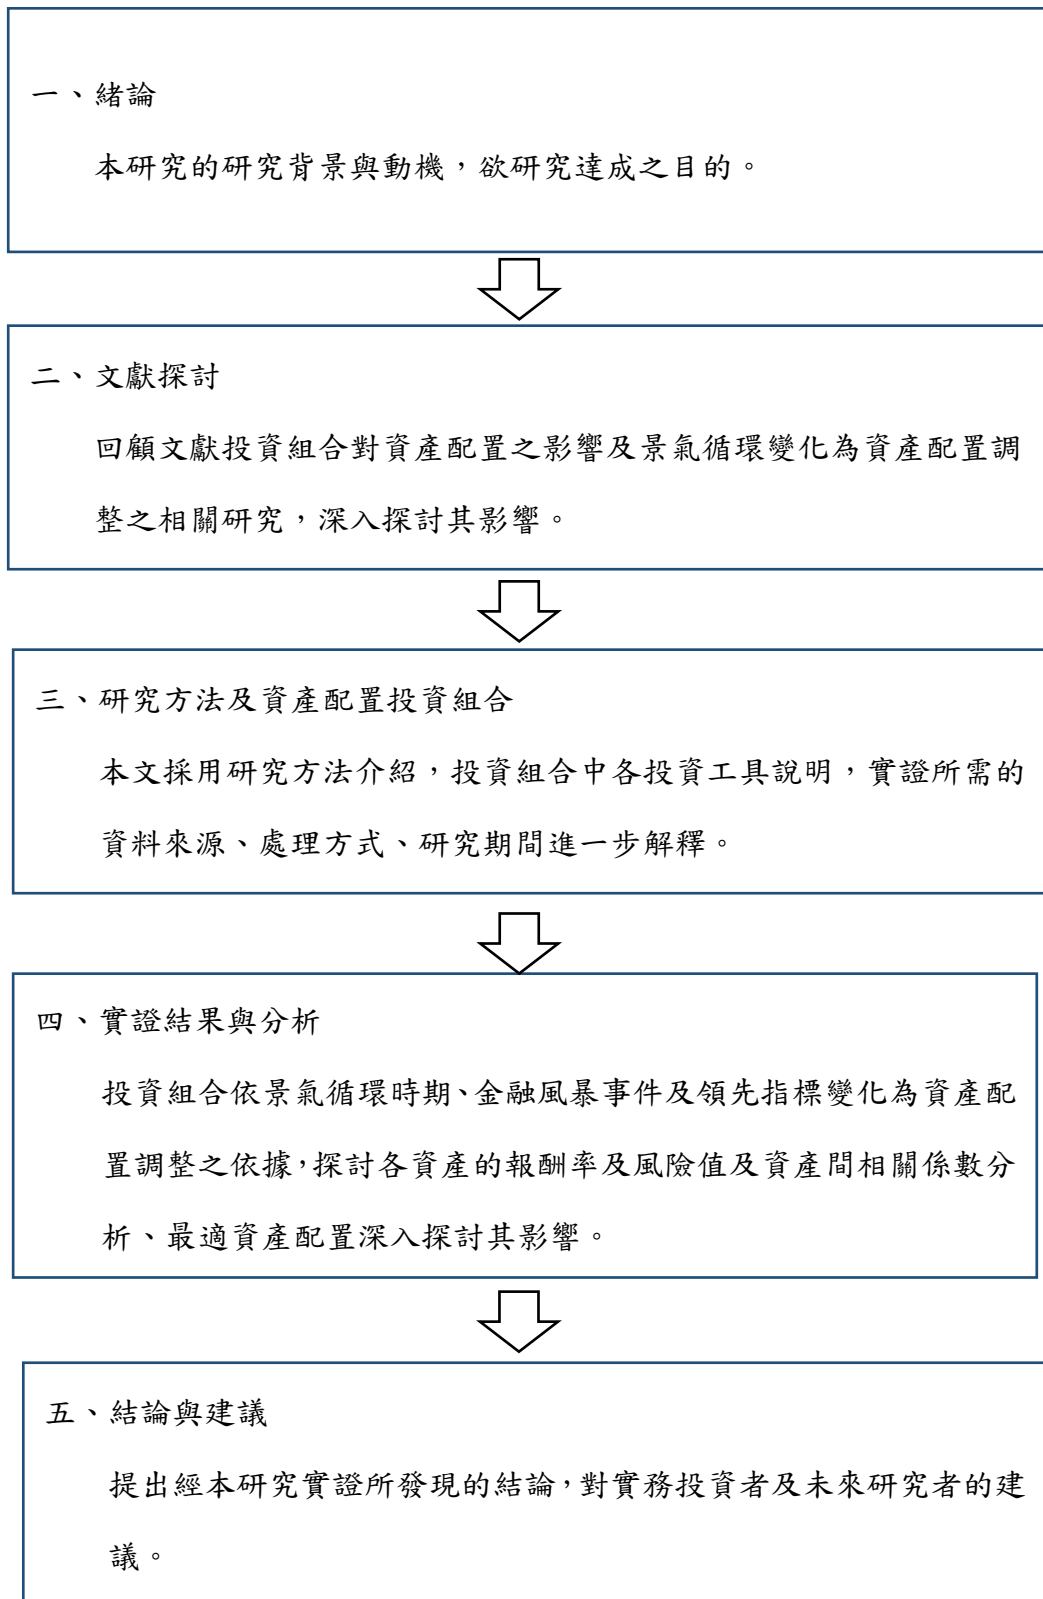 一、緒論
本研究的研究背景與動機，欲研究達成之目的。
二、文獻探討
回顧文獻投資組合對資產配置之影響及景氣循環變化為資產配置調
整之相關研究，深入探討其影響。
三、研究方法及資產配置投資組合
本文採用研究方法介紹，投資組合中各投資工具說明，實證所需的
資料來源、處理方式、研究期間進一步解釋。
四、實證結果與分析
投資組合依景氣循環時期、金融風暴事件及領先指標變化為資產配
置調整之依據，探討各資產的報酬率及風險值及資產間相關係數分
析、最適資產配置深入探討其影響。
五、結論與建議
提出經本研究實證所發現的結論，對實務投資者及未來研究者的建
議。